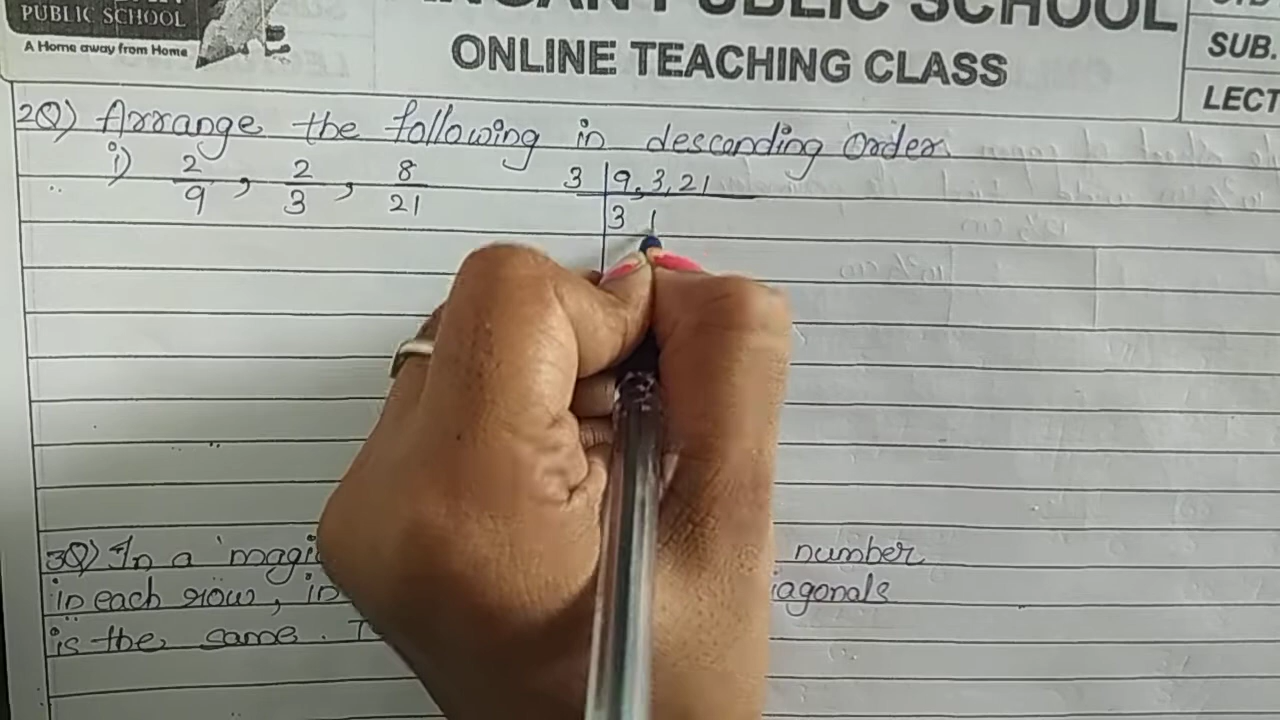 PUBLIC SCHOOL
A Home away from Home
PUBLIC SCHOOL
ONLINE TEACHING CLASS
SUB.
LECT
2Q) Arrange the following in descending Order
i) 2/9, 2/3, 8/21
3 | 9, 3, 21
3 1
3Q) In a magi number
in each row, in iagonals
is the same.